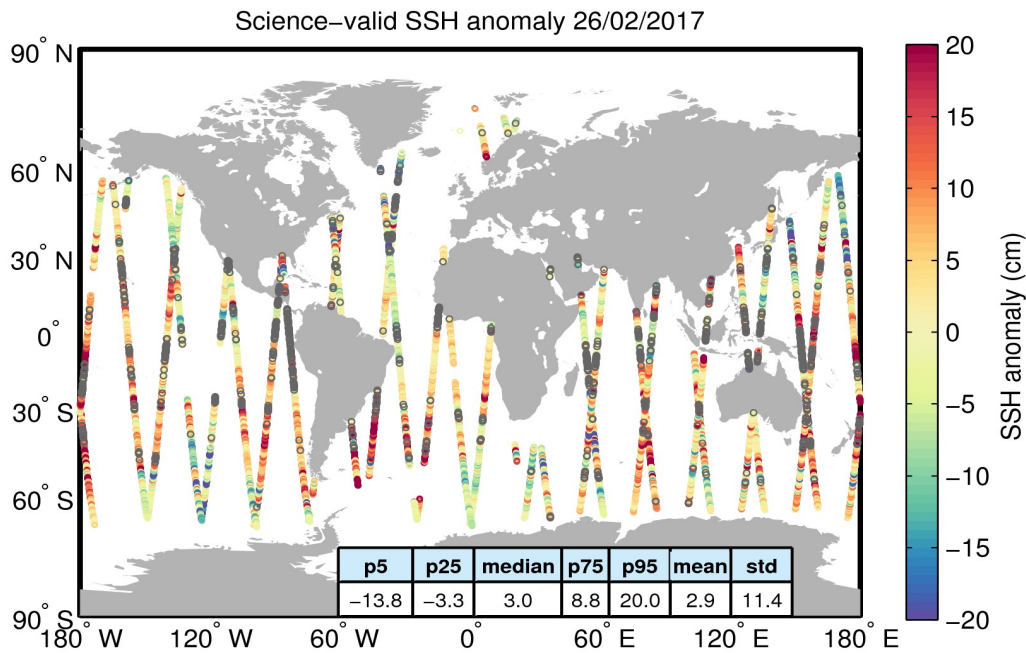 Science−valid SSH anomaly 26/02/2017
90° N
60° N
30° N
0°
30° S
60° S
90° S
180° W
120° W
60° W
0°
60° E
120° E
180° E
p5 p25 median p75 p95 mean std
−13.8 −3.3 3.0 8.8 20.0 2.9 11.4
20
15
10
5
0
−5
−10
−15
−20
SSH anomaly (cm)